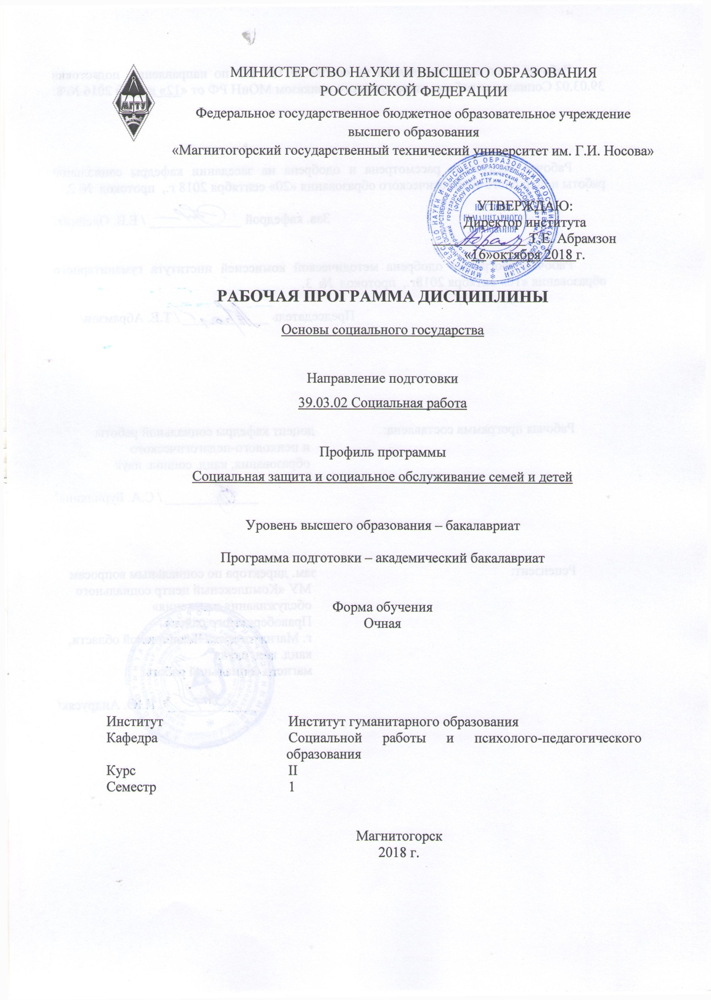 МИНИСТЕРСТВО НАУКИ И ВЫСШЕГО ОБРАЗОВАНИЯ
РОССИЙСКОЙ ФЕДЕРАЦИИ
Федеральное государственное бюджетное образовательное учреждение
высшего образования
«Магнитогорский государственный технический университет им. Г.И. Носова»
МГТУ
УТВЕРЖДАЮ:
Директор института
Т.Е. Абрамзон
«16»октября 2018 г.
ИНСТИТУТ
ГУМАНИТАРНОГО
ОБРАЗОВАНИЯ
РАБОЧАЯ ПРОГРАММА ДИСЦИПЛИНЫ
Основы социального государства
Направление подготовки
39.03.02 Социальная работа
Профиль программы
Социальная защита и социальное обслуживание семей и детей
Уровень высшего образования – бакалавриат
Программа подготовки – академический бакалавриат
Форма обучения
Очная
Институт Институт гуманитарного образования
Кафедра Социальной работы и психолого-педагогического
образования
Курс II
Семестр 1
Магнитогорск
2018 г.